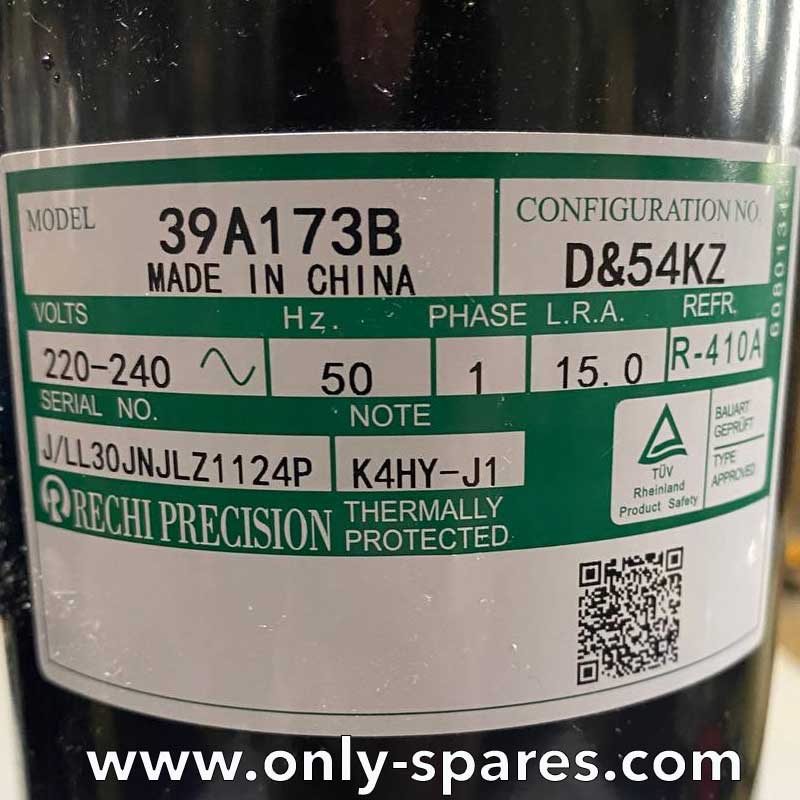 MODEL
39A173B
MADE IN CHINA
CONFIGURATION NO.
D&54KZ
VOLTS Hz. PHASE L.R.A. REFR.
220-240 50 1 15.0 R-410A
SERIAL NO. NOTE
J/LL30JNJLZ1124P K4HY-J1
RECHI PRECISION
THERMALLY
PROTECTED
TÜV
Rheinland
Product Safety
BAUART
GEPRÜFT
TYPE
APPROVED
www.only-spares.com